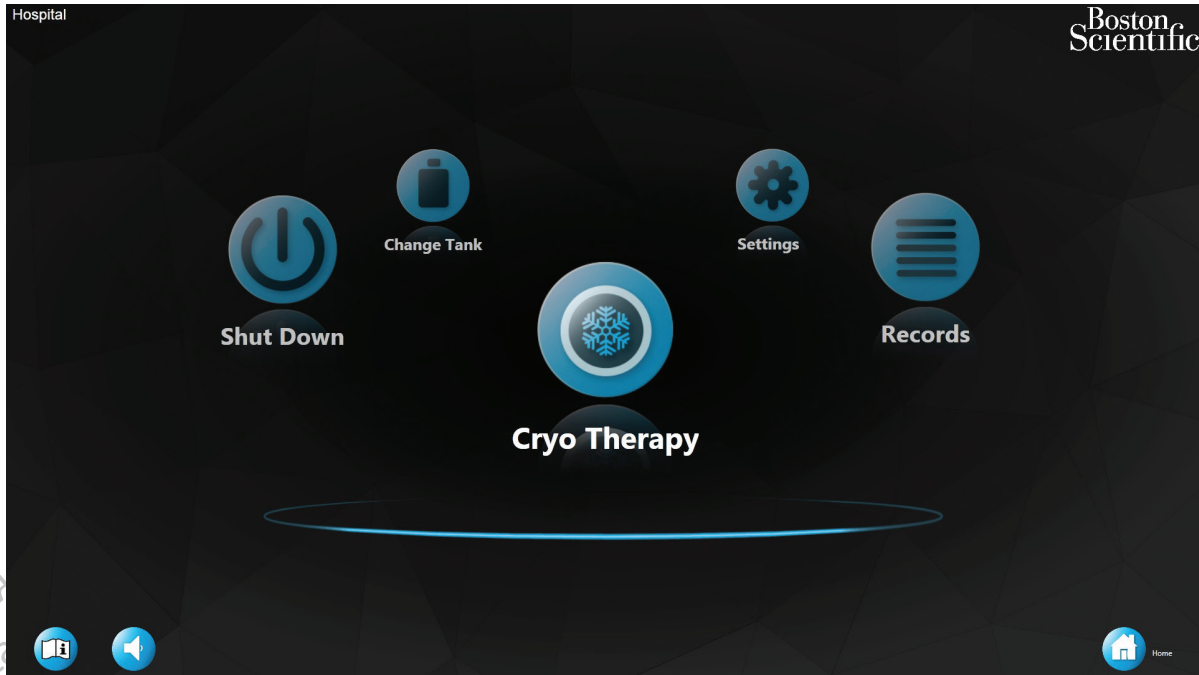 Hospital
Boston
Scientific
Change Tank
Settings
Shut Down
Records
Cryo Therapy
i
Home